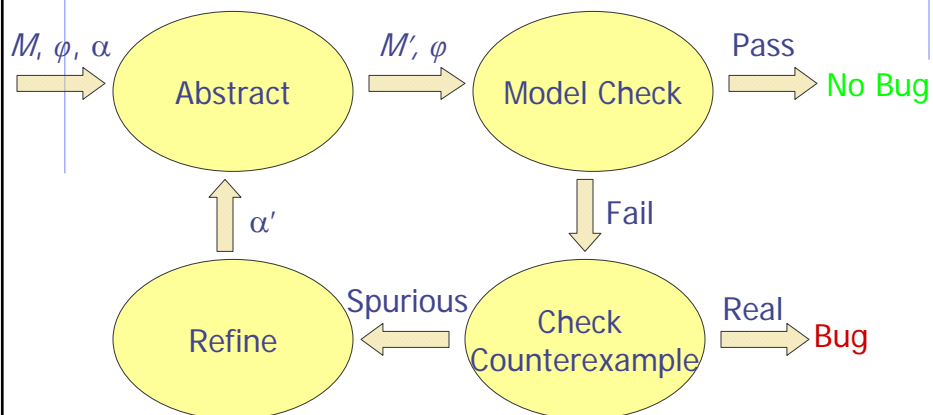 M, φ, α
M′, φ
Pass
Abstract
Model Check
No Bug
α′
Fail
Spurious
Real
Refine
Check
Counterexample
Bug